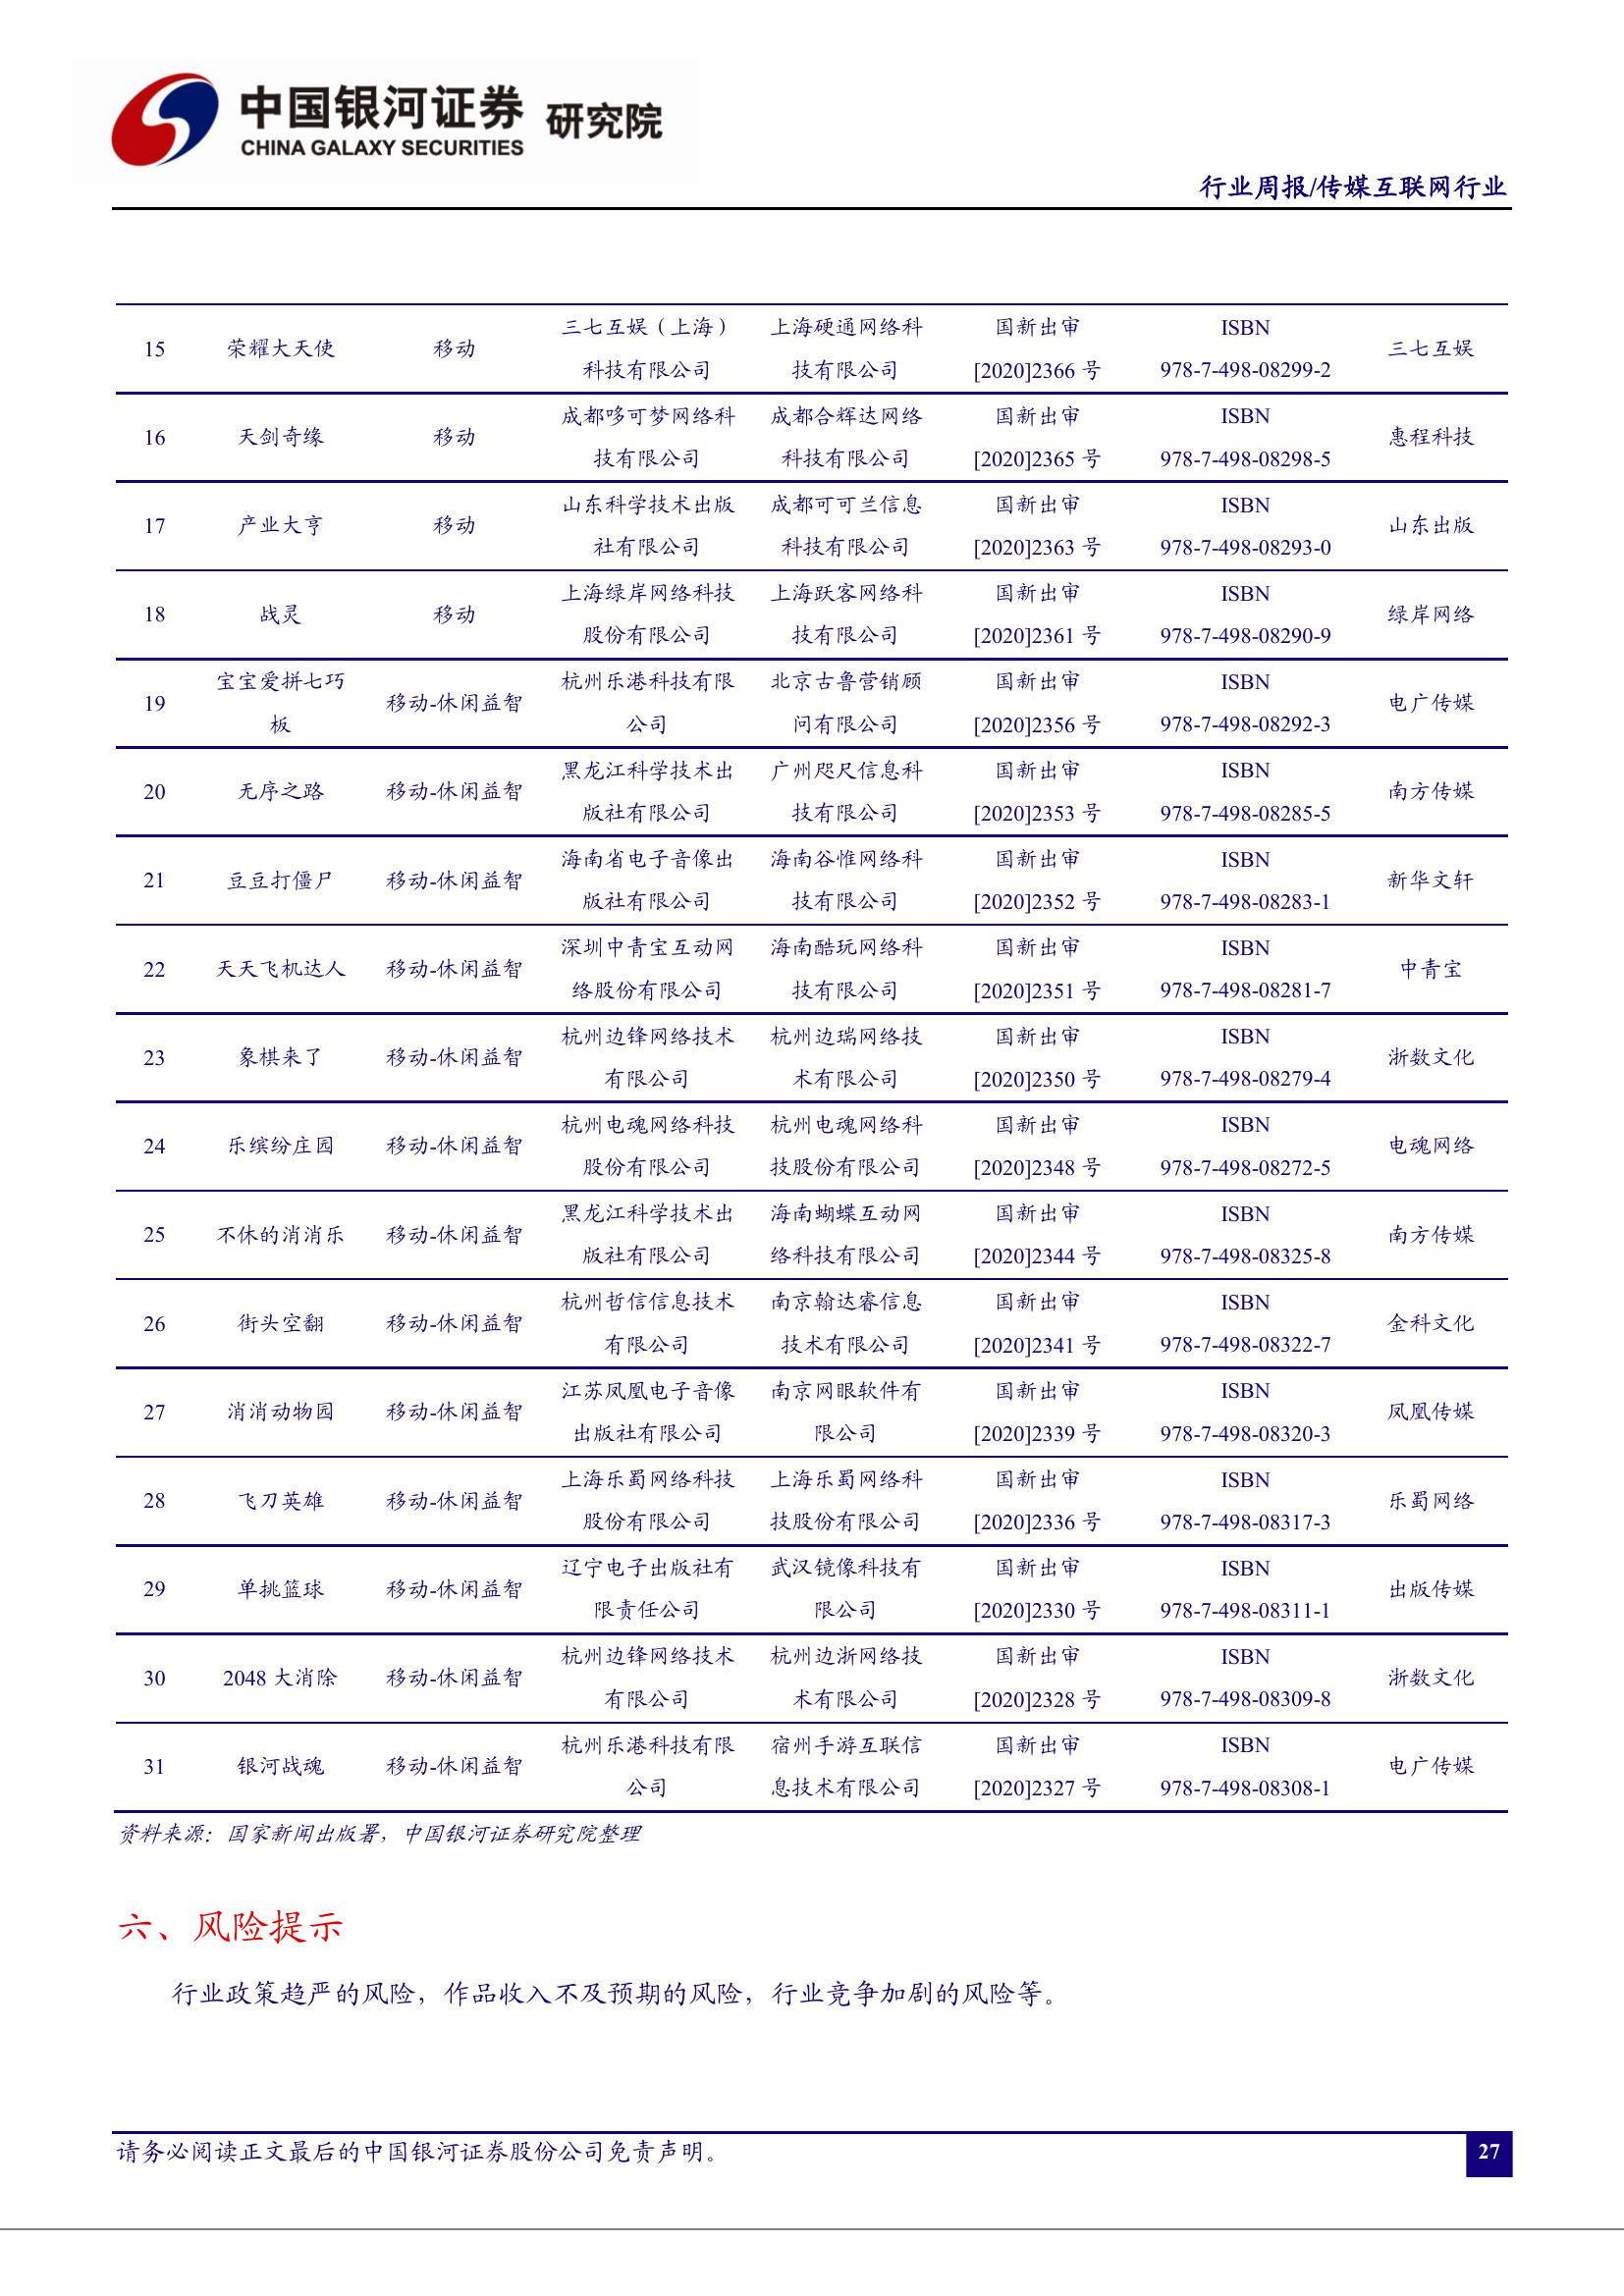 中国银河证券 研究院
CHINA GALAXY SECURITIES
行业周报/传媒互联网行业
15 荣耀大天使 移动 三七互娱（上海）科技有限公司 上海硬通网络科技有限公司 国新出审[2020]2366 号 ISBN 978-7-498-08299-2 三七互娱
16 天剑奇缘 移动 成都哆可梦网络科技有限公司 成都合辉达网络科技有限公司 国新出审[2020]2365 号 ISBN 978-7-498-08298-5 惠程科技
17 产业大亨 移动 山东科学技术出版社有限公司 成都可可兰信息科技有限公司 国新出审[2020]2363 号 ISBN 978-7-498-08293-0 山东出版
18 战灵 移动 上海绿岸网络科技股份有限公司 上海跃客网络科技有限公司 国新出审[2020]2361 号 ISBN 978-7-498-08290-9 绿岸网络
19 宝宝爱拼七巧板 移动-休闲益智 杭州乐港科技有限公司 北京古鲁营销顾问有限公司 国新出审[2020]2356 号 ISBN 978-7-498-08292-3 电广传媒
20 无序之路 移动-休闲益智 黑龙江科学技术出版社有限公司 广州咫尺信息科技有限公司 国新出审[2020]2353 号 ISBN 978-7-498-08285-5 南方传媒
21 豆豆打僵尸 移动-休闲益智 海南省电子音像出版社有限公司 海南谷惟网络科技有限公司 国新出审[2020]2352 号 ISBN 978-7-498-08283-1 新华文轩
22 天天飞机达人 移动-休闲益智 深圳中青宝互动网络股份有限公司 海南酷玩网络科技有限公司 国新出审[2020]2351 号 ISBN 978-7-498-08281-7 中青宝
23 象棋来了 移动-休闲益智 杭州边锋网络技术有限公司 杭州边瑞网络技术有限公司 国新出审[2020]2350 号 ISBN 978-7-498-08279-4 浙数文化
24 乐缤纷庄园 移动-休闲益智 杭州电魂网络科技股份有限公司 杭州电魂网络科技股份有限公司 国新出审[2020]2348 号 ISBN 978-7-498-08272-5 电魂网络
25 不休的消消乐 移动-休闲益智 黑龙江科学技术出版社有限公司 海南蝴蝶互动网络科技有限公司 国新出审[2020]2344 号 ISBN 978-7-498-08325-8 南方传媒
26 街头空翻 移动-休闲益智 杭州哲信信息技术有限公司 南京翰达睿信息技术有限公司 国新出审[2020]2341 号 ISBN 978-7-498-08322-7 金科文化
27 消消动物园 移动-休闲益智 江苏凤凰电子音像出版社有限公司 南京网眼软件有限公司 国新出审[2020]2339 号 ISBN 978-7-498-08320-3 凤凰传媒
28 飞刀英雄 移动-休闲益智 上海乐蜀网络科技股份有限公司 上海乐蜀网络科技股份有限公司 国新出审[2020]2336 号 ISBN 978-7-498-08317-3 乐蜀网络
29 单挑篮球 移动-休闲益智 辽宁电子出版社有限责任公司 武汉镜像科技有限公司 国新出审[2020]2330 号 ISBN 978-7-498-08311-1 出版传媒
30 2048 大消除 移动-休闲益智 杭州边锋网络技术有限公司 杭州边浙网络技术有限公司 国新出审[2020]2328 号 ISBN 978-7-498-08309-8 浙数文化
31 银河战魂 移动-休闲益智 杭州乐港科技有限公司 宿州手游互联信息技术有限公司 国新出审[2020]2327 号 ISBN 978-7-498-08308-1 电广传媒
资料来源：国家新闻出版署，中国银河证券研究院整理
六、风险提示
行业政策趋严的风险，作品收入不及预期的风险，行业竞争加剧的风险等。
请务必阅读正文最后的中国银河证券股份公司免责声明。
27